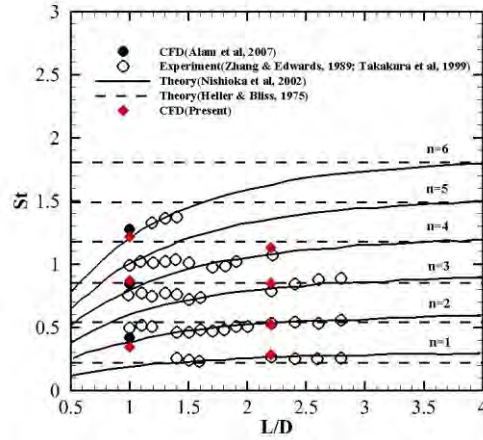 3
2.5
2
1.5
1
0.5
0
St
CFD(Alam et al, 2007)
Experiment(Zhang & Edwards, 1989; Takakura et al, 1999)
Theory(Nishioka et al, 2002)
Theory(Heller & Bliss, 1975)
CFD(Present)
n=6
n=5
n=4
n=3
n=2
n=1
0.5 1 1.5 2 2.5 3 3.5 4
L/D